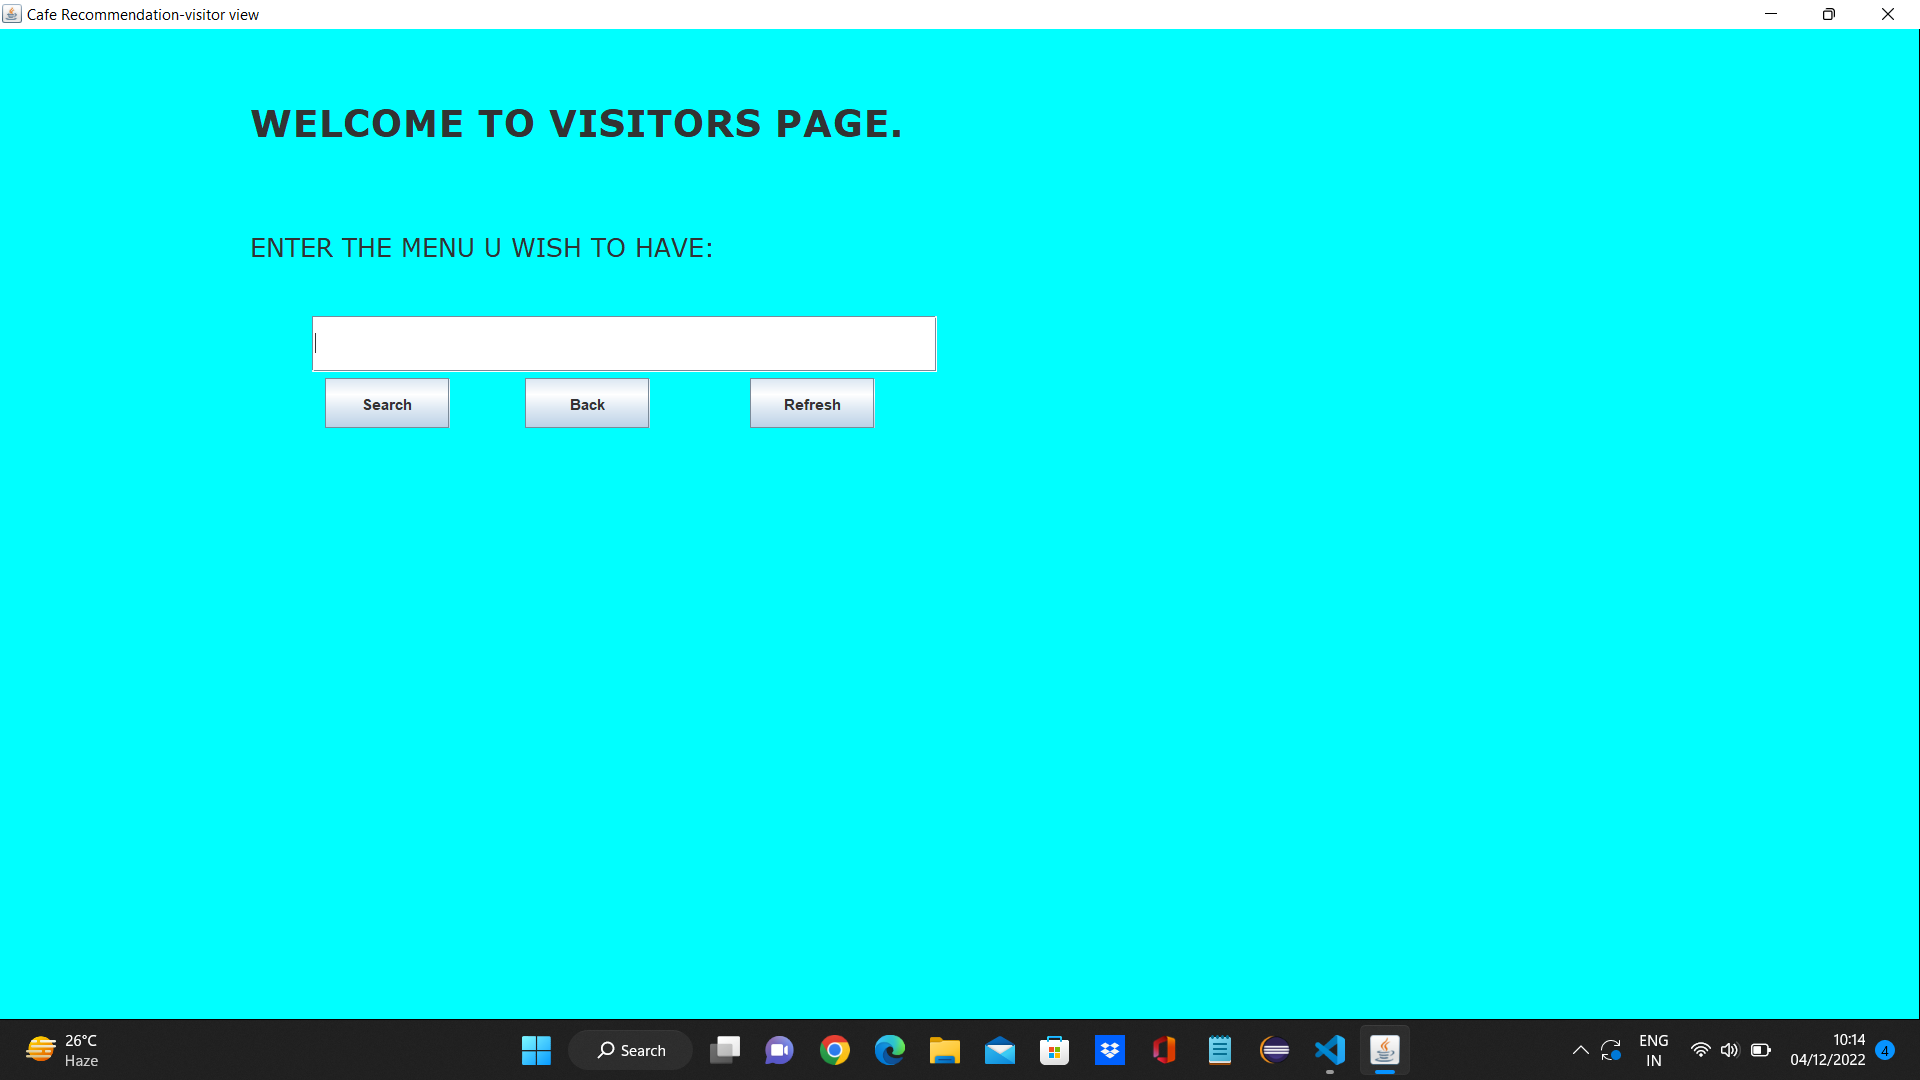 Cafe Recommendation-visitor view
WELCOME TO VISITORS PAGE.
ENTER THE MENU U WISH TO HAVE:
Search Back Refresh
26°C
Haze
Search
ENG
IN
10:14
04/12/2022
4